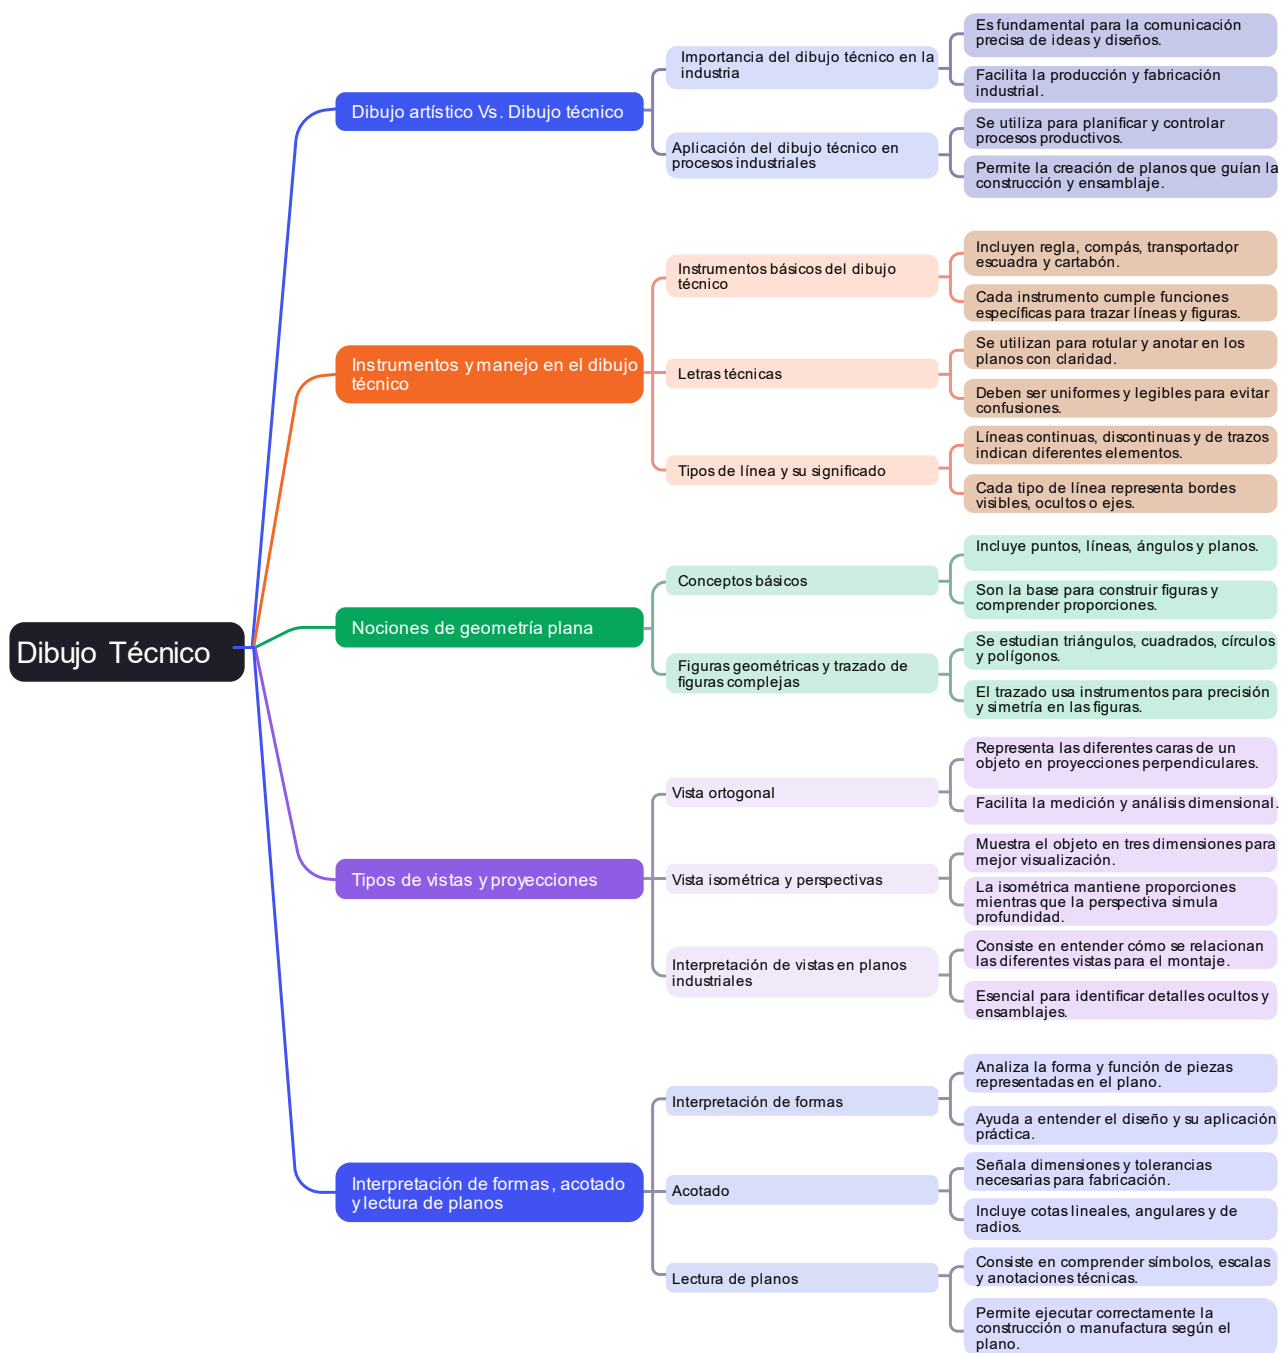 Dibujo Técnico
Dibujo artístico Vs. Dibujo técnico
Importancia del dibujo técnico en la
industria
Es fundamental para la comunicación
precisa de ideas y diseños.
Facilita la producción y fabricación
industrial.
Aplicación del dibujo técnico en
procesos industriales
Se utiliza para planificar y controlar
procesos productivos.
Permite la creación de planos que guían la
construcción y ensamblaje.
Instrumentos y manejo en el dibujo
técnico
Instrumentos básicos del dibujo
técnico
Incluyen regla, compás, transportador,
escuadra y cartabón.
Cada instrumento cumple funciones
específicas para trazar líneas y figuras.
Letras técnicas
Se utilizan para rotular y anotar en los
planos con claridad.
Deben ser uniformes y legibles para evitar
confusiones.
Tipos de línea y su significado
Líneas continuas, discontinuas y de trazos
indican diferentes elementos.
Cada tipo de línea representa bordes
visibles, ocultos o ejes.
Nociones de geometría plana
Conceptos básicos
Incluye puntos, líneas, ángulos y planos.
Son la base para construir figuras y
comprender proporciones.
Figuras geométricas y trazado de
figuras complejas
Se estudian triángulos, cuadrados, círculos
y polígonos.
El trazado usa instrumentos para precisión
y simetría en las figuras.
Tipos de vistas y proyecciones
Vista ortogonal
Representa las diferentes caras de un
objeto en proyecciones perpendiculares.
Facilita la medición y análisis dimensional.
Vista isométrica y perspectivas
Muestra el objeto en tres dimensiones para
mejor visualización.
La isométrica mantiene proporciones
mientras que la perspectiva simula
profundidad.
Interpretación de vistas en planos
industriales
Consiste en entender cómo se relacionan
las diferentes vistas para el montaje.
Esencial para identificar detalles ocultos y
ensamblajes.
Interpretación de formas, acotado
y lectura de planos
Interpretación de formas
Analiza la forma y función de piezas
representadas en el plano.
Ayuda a entender el diseño y su aplicación
práctica.
Acotado
Señala dimensiones y tolerancias
necesarias para fabricación.
Incluye cotas lineales, angulares y de
radios.
Lectura de planos
Consiste en comprender símbolos, escalas
y anotaciones técnicas.
Permite ejecutar correctamente la
construcción o manufactura según el
plano.